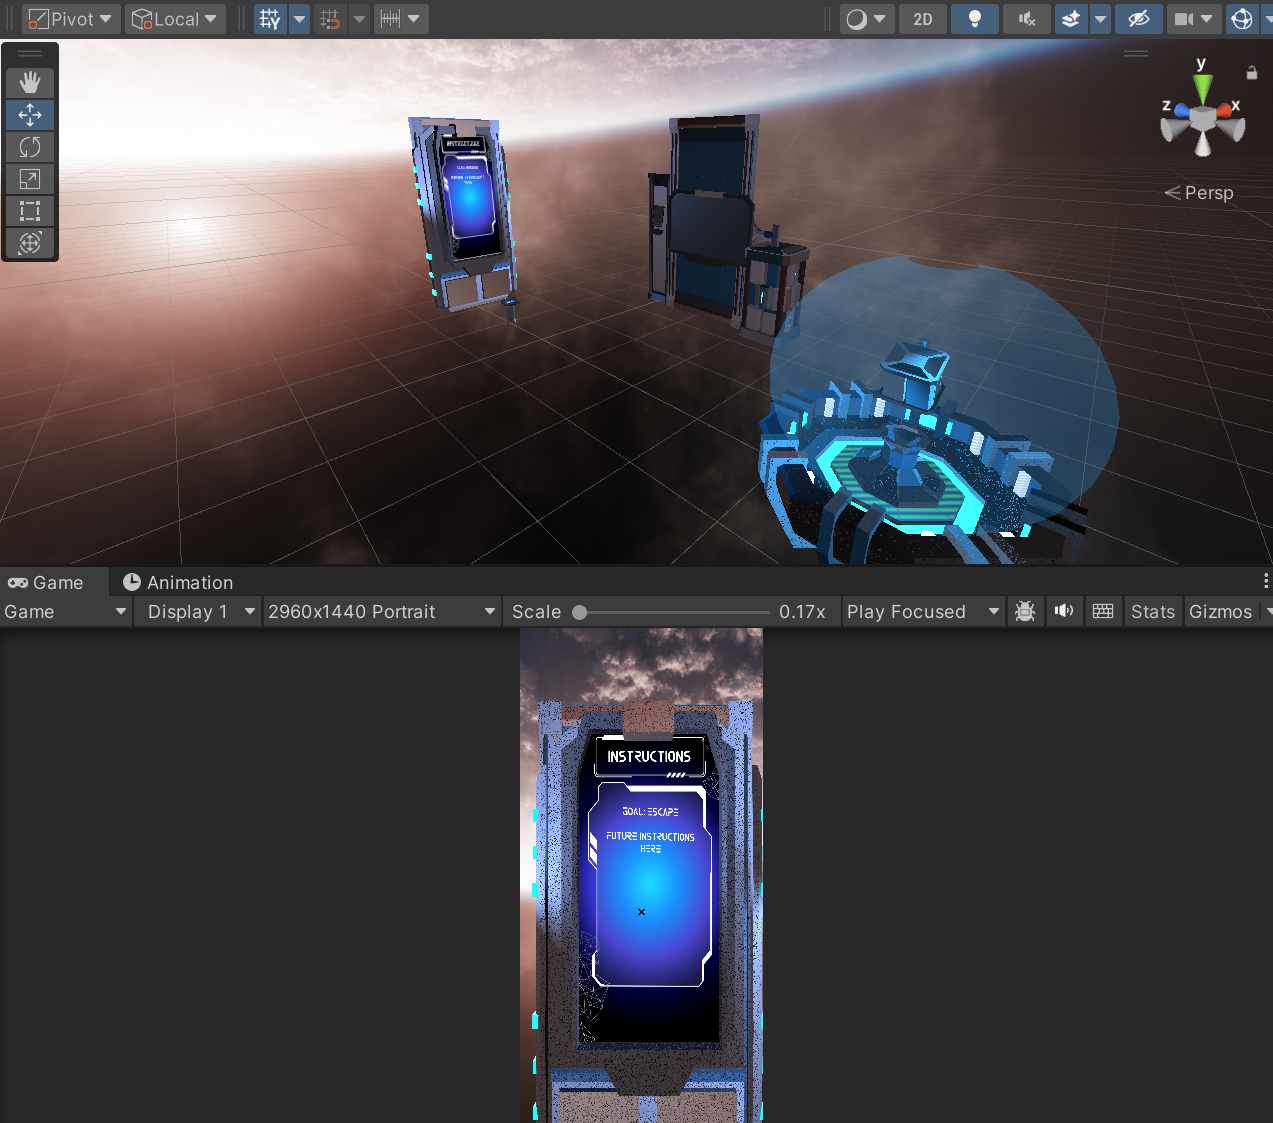 Pivot Local 2D
y
z x
Persp
INSTRUCTIONS
Game Animation
Game Display 1 2960x1440 Portrait Scale 0.17x Play Focused Stats Gizmos
INSTRUCTIONS
GOAL: ESCAPE
FUTURE INSTRUCTIONS
HERE